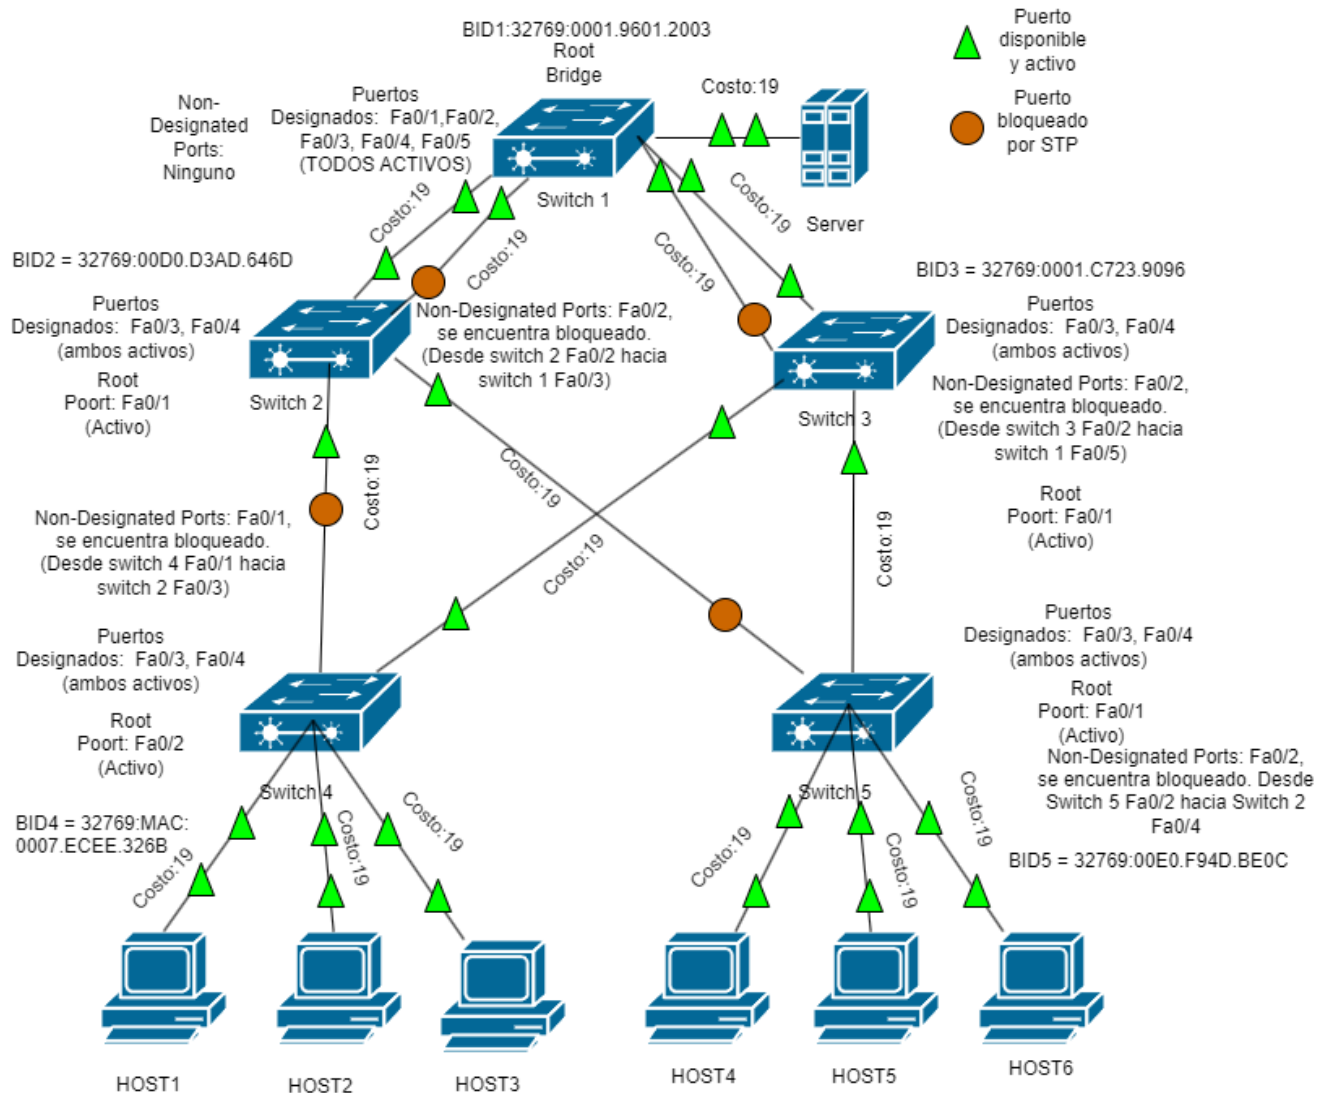 BID1:32769:0001.9601.2003
Root
Bridge
Puerto
disponible
y activo
Puerto
bloqueado
por STP
Non-
Designated
Ports:
Ninguno
Puertos
Designados: Fa0/1,Fa0/2,
Fa0/3, Fa0/4, Fa0/5
(TODOS ACTIVOS)
Costo:19
Switch 1
Server
Costo:19
Costo:19
Costo:19
Costo:19
BID2 = 32769:00D0.D3AD.646D
Puertos
Designados: Fa0/3, Fa0/4
(ambos activos)
Root
Poort: Fa0/1
(Activo)
Switch 2
Non-Designated Ports: Fa0/2,
se encuentra bloqueado.
(Desde switch 2 Fa0/2 hacia
switch 1 Fa0/3)
BID3 = 32769:0001.C723.9096
Puertos
Designados: Fa0/3, Fa0/4
(ambos activos)
Non-Designated Ports: Fa0/2,
se encuentra bloqueado.
(Desde switch 3 Fa0/2 hacia
switch 1 Fa0/5)
Root
Poort: Fa0/1
(Activo)
Switch 3
Costo:19
Costo:19
Costo:19
Costo:19
Non-Designated Ports: Fa0/1,
se encuentra bloqueado.
(Desde switch 4 Fa0/1 hacia
switch 2 Fa0/3)
Puertos
Designados: Fa0/3, Fa0/4
(ambos activos)
Root
Poort: Fa0/2
(Activo)
Switch 4
BID4 = 32769:MAC:
0007.ECEE.326B
Puertos
Designados: Fa0/3, Fa0/4
(ambos activos)
Root
Poort: Fa0/1
(Activo)
Non-Designated Ports: Fa0/2,
se encuentra bloqueado. Desde
Switch 5 Fa0/2 hacia Switch 2
Fa0/4
Switch 5
BID5 = 32769:00E0.F94D.BE0C
Costo:19
Costo:19
Costo:19
Costo:19
Costo:19
Costo:19
HOST1
HOST2
HOST3
HOST4
HOST5
HOST6